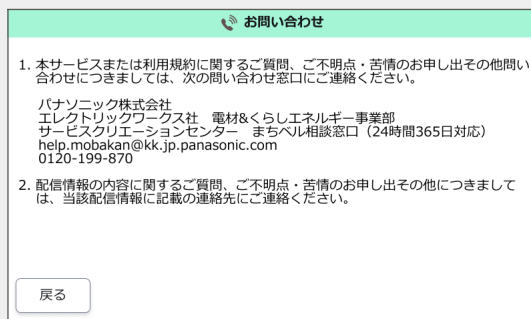 お問い合わせ
1. 本サービスまたは利用規約に関するご質問、ご不明点・苦情のお申し出その他問い
合わせにつきましては、次の問い合わせ窓口にご連絡ください。
パナソニック株式会社
エレクトリックワークス社　電材&くらしエネルギー事業部
サービスクリエーションセンター　まちベル相談窓口（24時間365日対応）
help.mobakan@kk.jp.panasonic.com
0120-199-870
2. 配信情報の内容に関するご質問、ご不明点・苦情のお申し出その他につきまして
は、当該配信情報に記載の連絡先にご連絡ください。
戻る